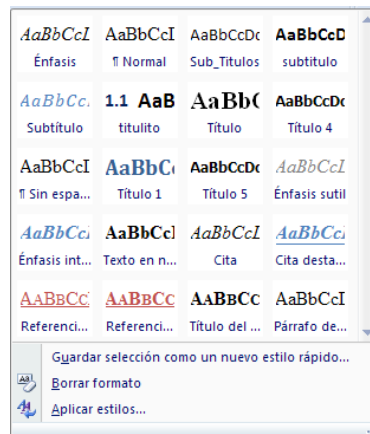 AaBbCcI AaBbCcI AaBbCcDc AaBbCcD
Énfasis ¶ Normal Sub_Titulos subtitulo
AaBbCc. 1.1 AaB AaBb( AaBbCcDc
Subtítulo titulito Título Título 4
AaBbCcI AaBbC( AaBbCcDc AaBbCcI
¶ Sin espa... Título 1 Título 5 Énfasis sutil
AaBbCcI AaBbCcI AaBbCcI AaBbCcI
Énfasis int... Texto en n... Cita Cita desta...
AABBCC AABBCC AABBCC AaBbCcI
Referenci... Referenci... Título del ... Párrafo de...
Guardar selección como un nuevo estilo rápido...
Borrar formato
Aplicar estilos...